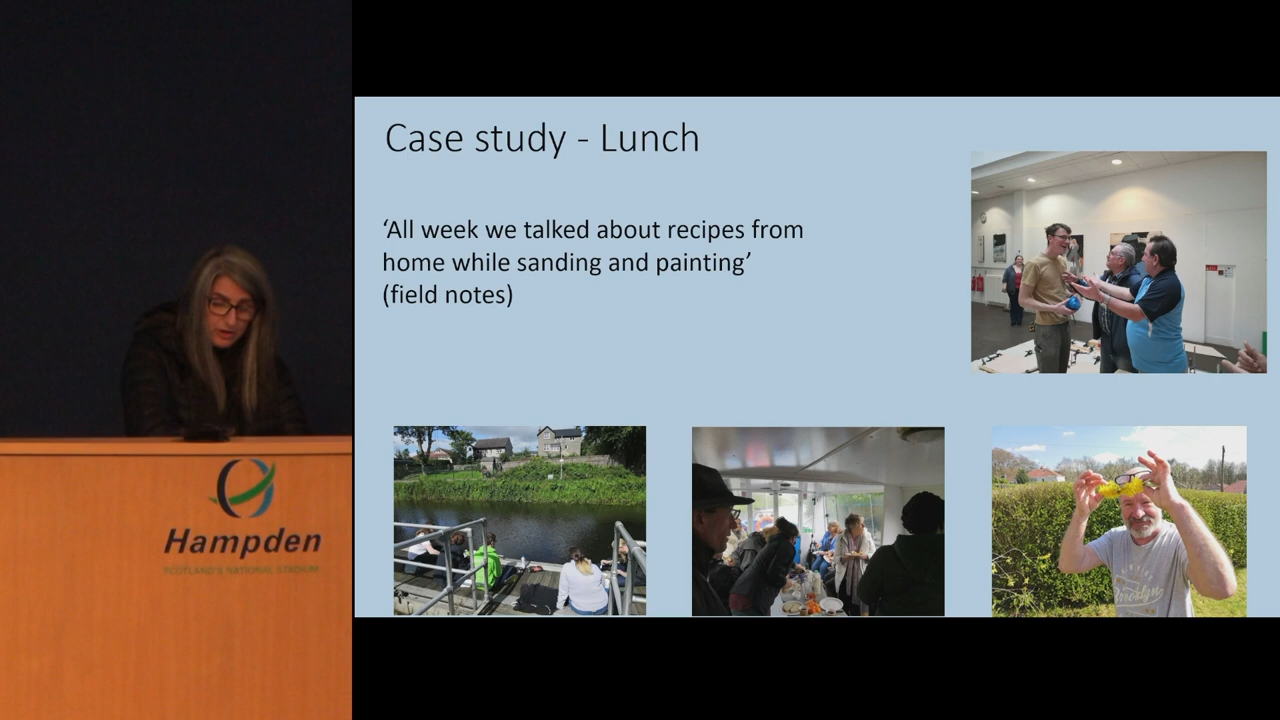 Case study - Lunch
‘All week we talked about recipes from
home while sanding and painting’
(field notes)
Hampden
SCOTLAND'S NATIONAL STADIUM